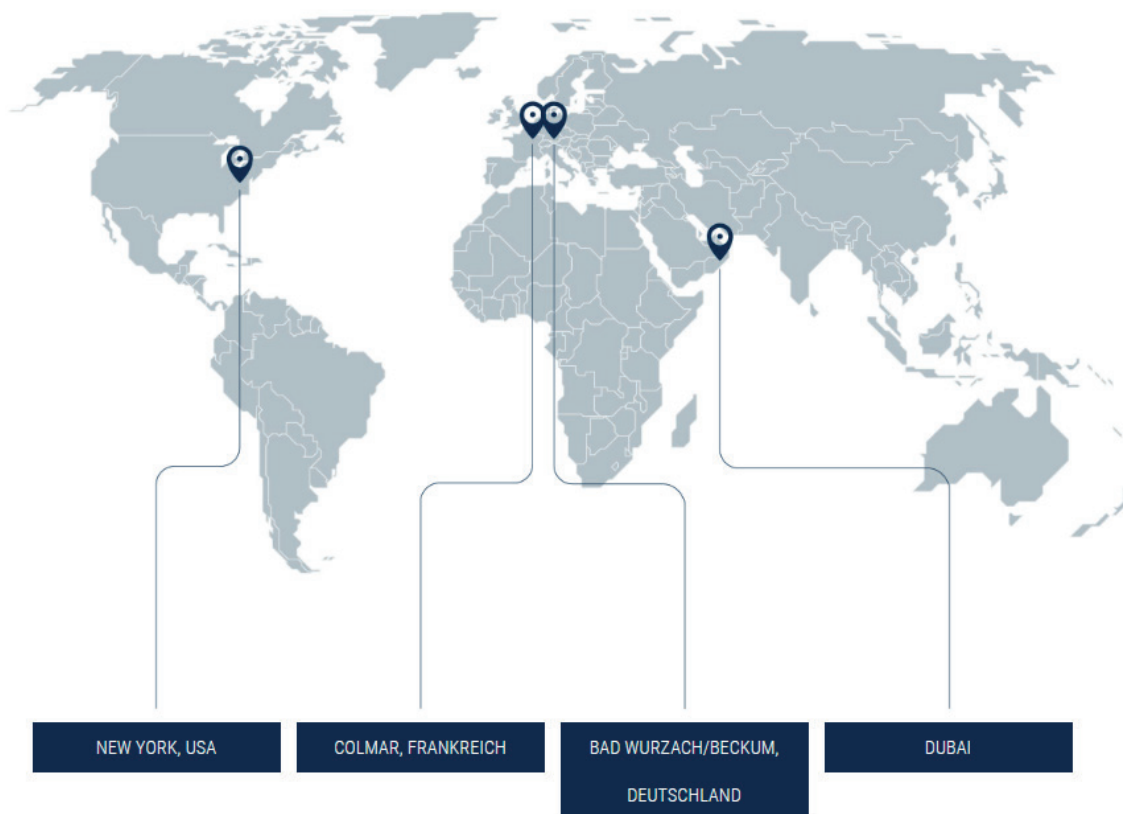 NEW YORK, USA
COLMAR, FRANKREICH
BAD WURZACH/BECKUM,
DEUTSCHLAND
DUBAI